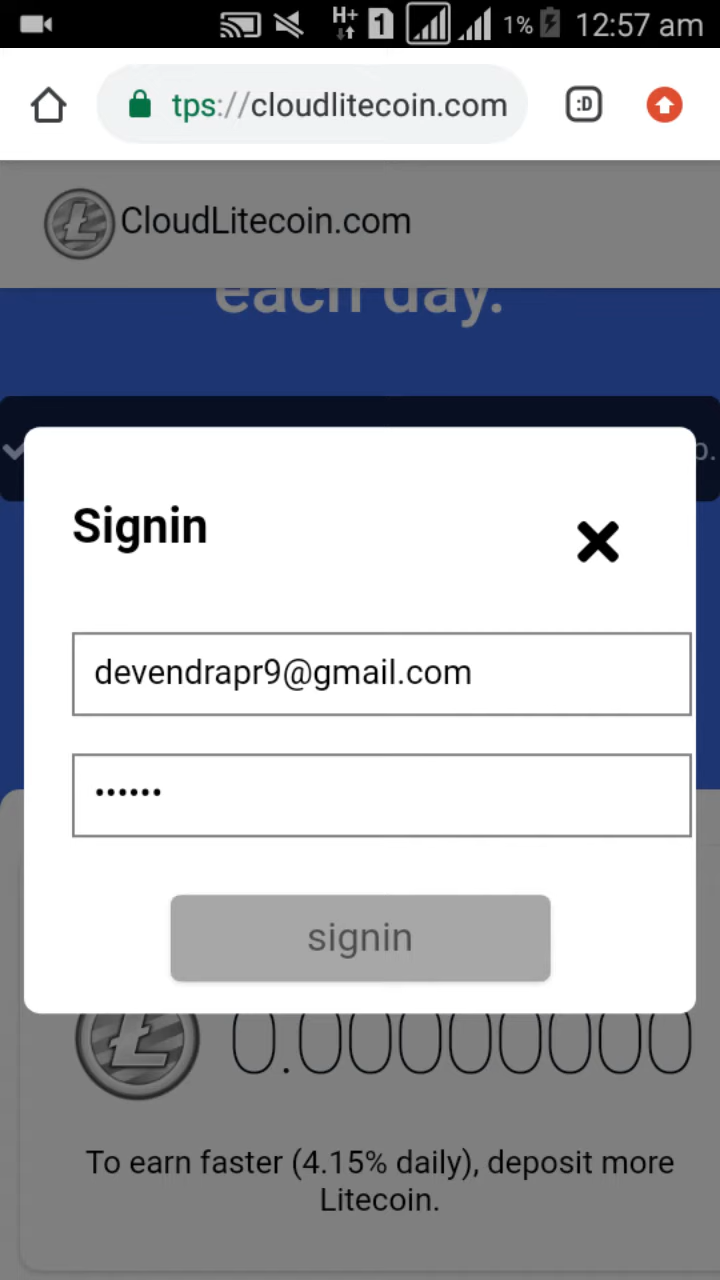 H+ 1 1% 12:57 am
tps://cloudlitecoin.com :D
CloudLitecoin.com
each day.
p.
Signin
devendrapr9@gmail.com
••••••
signin
0.00000000
To earn faster (4.15% daily), deposit more
Litecoin.